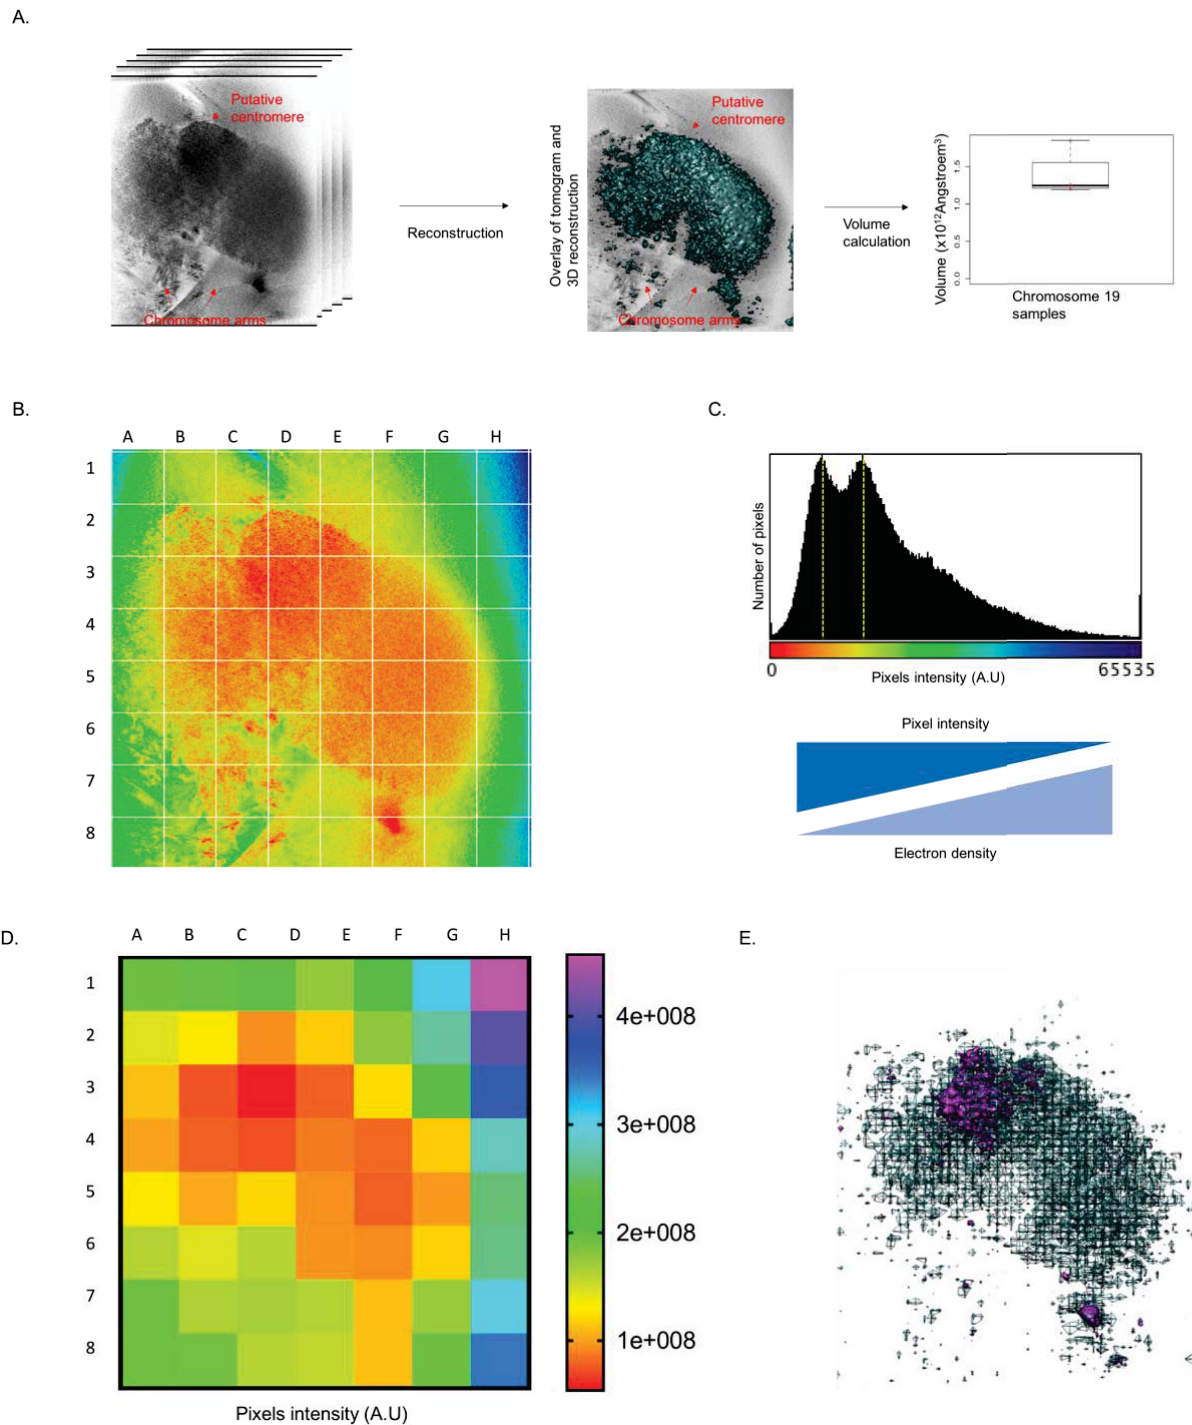 A.
Putative
centromere
Chromosome arms
Reconstruction
Overlay of tomogram and
3D reconstruction
Putative
centromere
Chromosome arms
Volume
calculation
Volume (x10¹²Angstroem³)
1.5
1.0
0.5
0.0
Chromosome 19
samples
B.
A B C D E F G H
1
2
3
4
5
6
7
8
C.
Number of pixels
0 65535
Pixels intensity (A.U)
Pixel intensity
Electron density
D.
A B C D E F G H
1
2
3
4
5
6
7
8
4e+008
3e+008
2e+008
1e+008
Pixels intensity (A.U)
E.